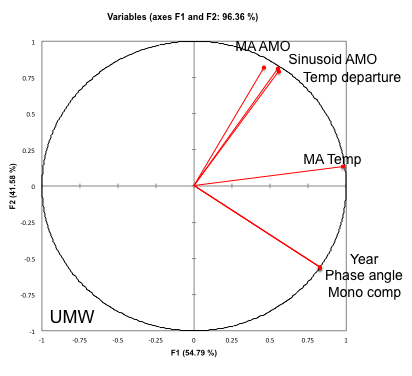 Variables (axes F1 and F2: 96.36 %)
MA AMO
Sinusoid AMO
Temp departure
MA Temp
Year
Phase angle
Mono comp
UMW
F2 (41.58 %)
1
0.75
0.5
0.25
0
-0.25
-0.5
-0.75
-1
-1
-0.75
-0.5
-0.25
0
0.25
0.5
0.75
1
F1 (54.79 %)